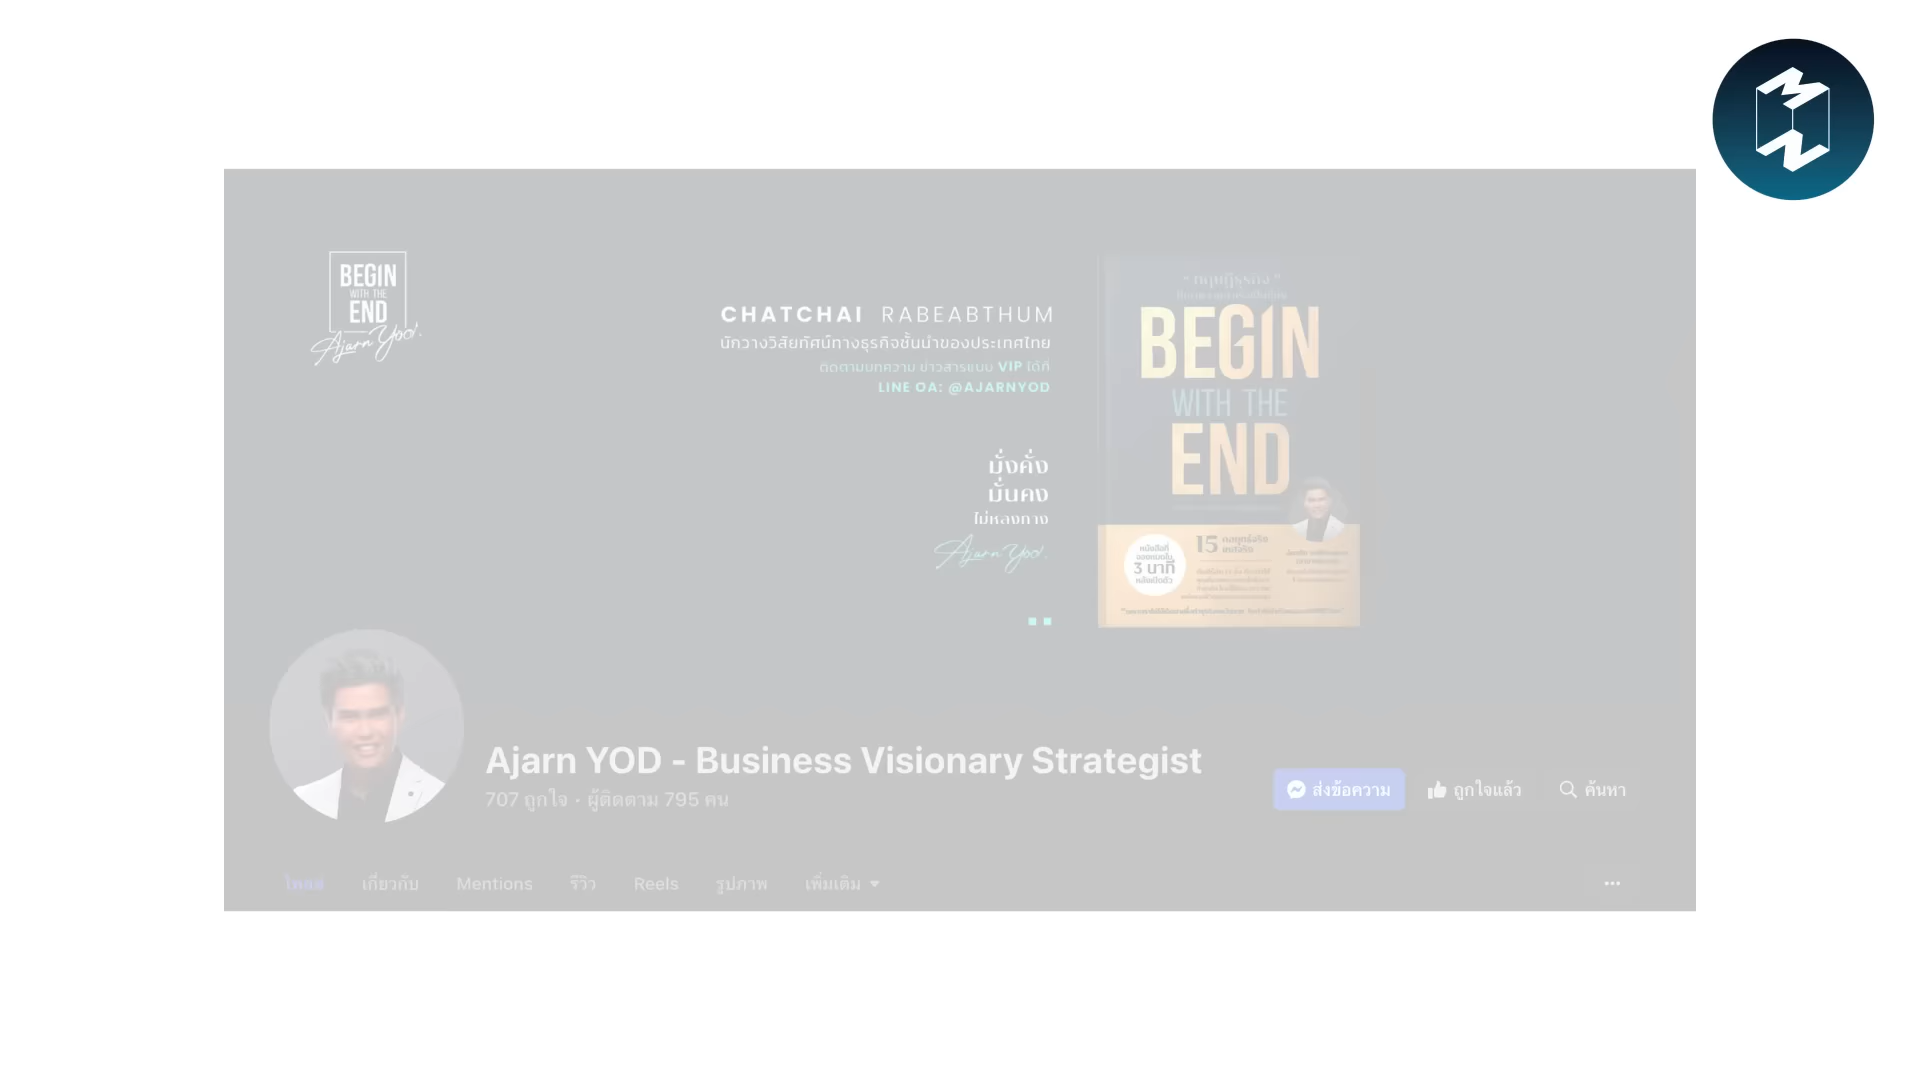 BEGIN
WITH THE
END
Ajarn Yod.
CHATCHAI RABEABTHUM
นักวางวิสัยทัศน์ทางธุรกิจชั้นนำของประเทศไทย
ติดตามบทความ ข่าวสารแบบ VIP ได้ที่
LINE OA: @AJARNYOD
มั่งคั่ง
มั่นคง
ไม่หลงทาง
Ajarn Yod.
BEGIN
WITH THE
END
3 นาที
15 กลยุทธ์คิด
Ajarn YOD - Business Visionary Strategist
707 ถูกใจ • ผู้ติดตาม 795 คน
ส่งข้อความ
ถูกใจแล้ว
ค้นหา
โพสต์
เกี่ยวกับ
Mentions
รีวิว
Reels
รูปภาพ
เพิ่มเติม